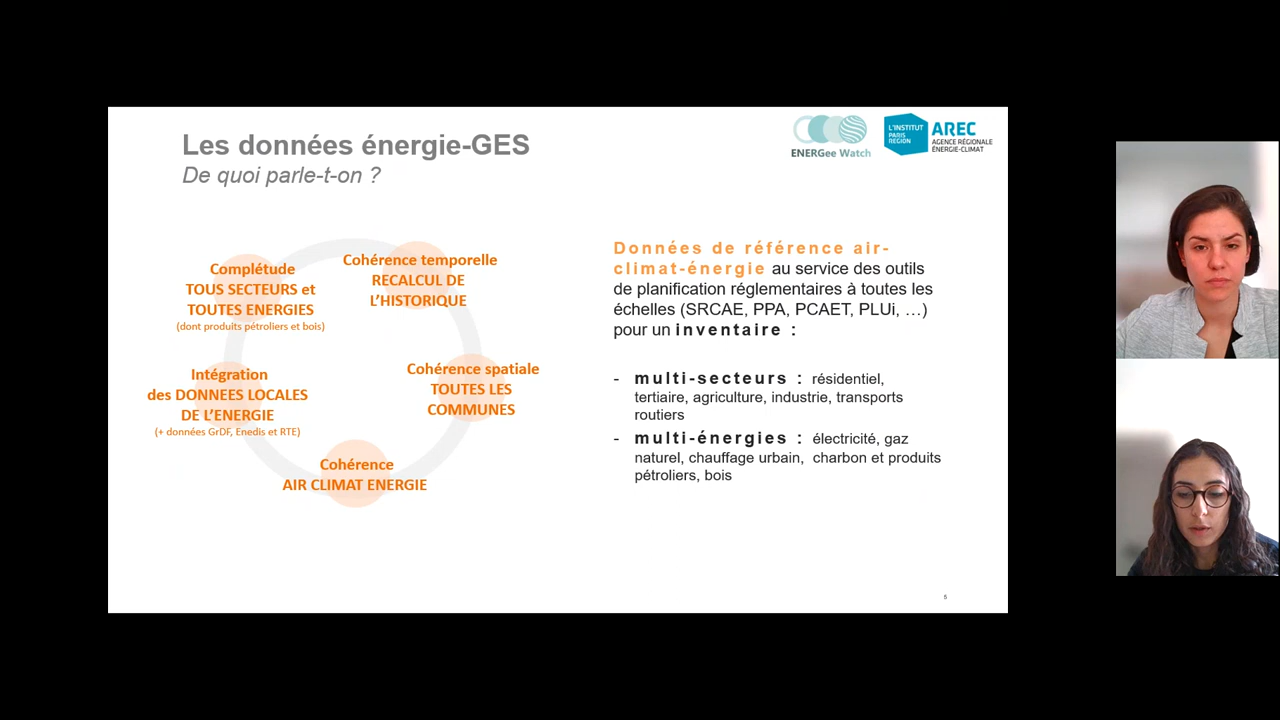 Les données énergie-GES
De quoi parle-t-on ?
ENERGee Watch
L'INSTITUT
PARIS
REGION
AREC
AGENCE RÉGIONALE
ÉNERGIE-CLIMAT
Complétude
TOUS SECTEURS et
TOUTES ENERGIES
(dont produits pétroliers et bois)
Cohérence temporelle
RECALCUL DE
L'HISTORIQUE
Intégration
des DONNEES LOCALES
DE L'ENERGIE
(+ données GrDF, Enedis et RTE)
Cohérence spatiale
TOUTES LES
COMMUNES
Cohérence
AIR CLIMAT ENERGIE
Données de référence air-
climat-énergie au service des outils
de planification réglementaires à toutes les
échelles (SRCAE, PPA, PCAET, PLUi, …)
pour un inventaire :
- multi-secteurs : résidentiel,
tertiaire, agriculture, industrie, transports
routiers
- multi-énergies : électricité, gaz
naturel, chauffage urbain, charbon et produits
pétroliers, bois
5